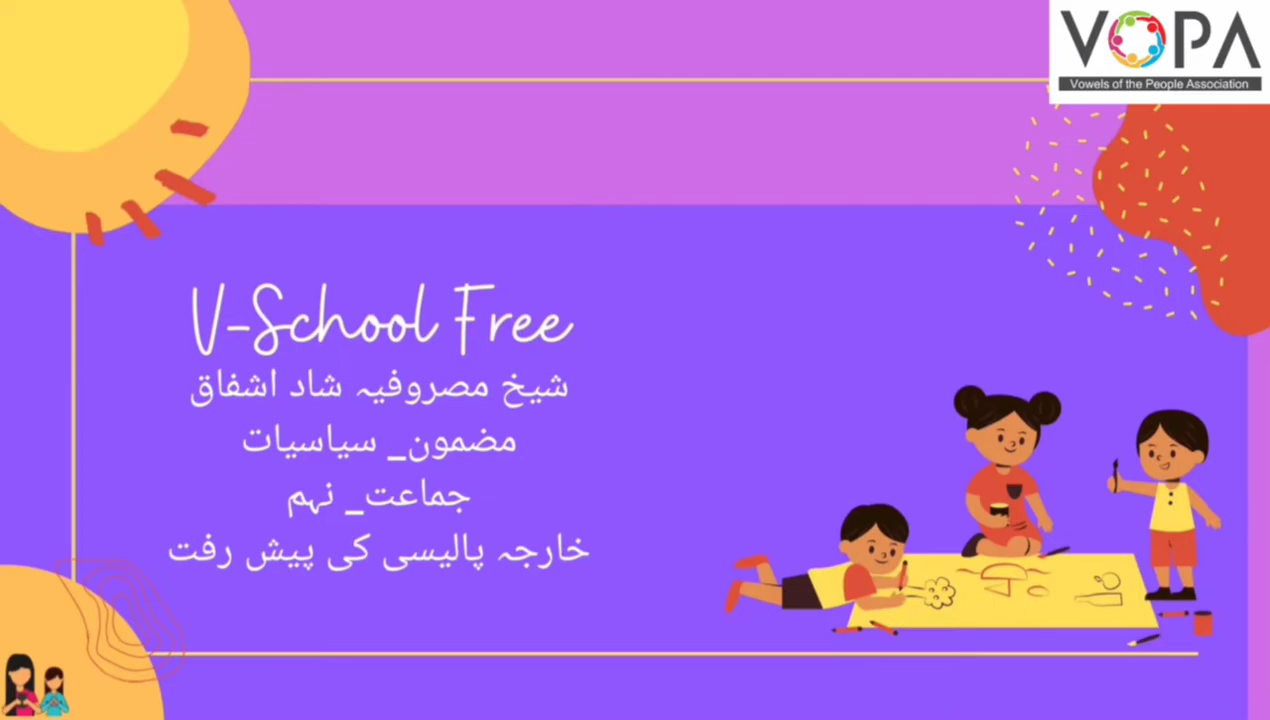 VOPA
Vowels of the People Association
V-School Free
شیخ مصروفیہ شاد اشفاق
مضمون_ سیاسیات
جماعت_ نہم
خارجہ پالیسی کی پیش رفت